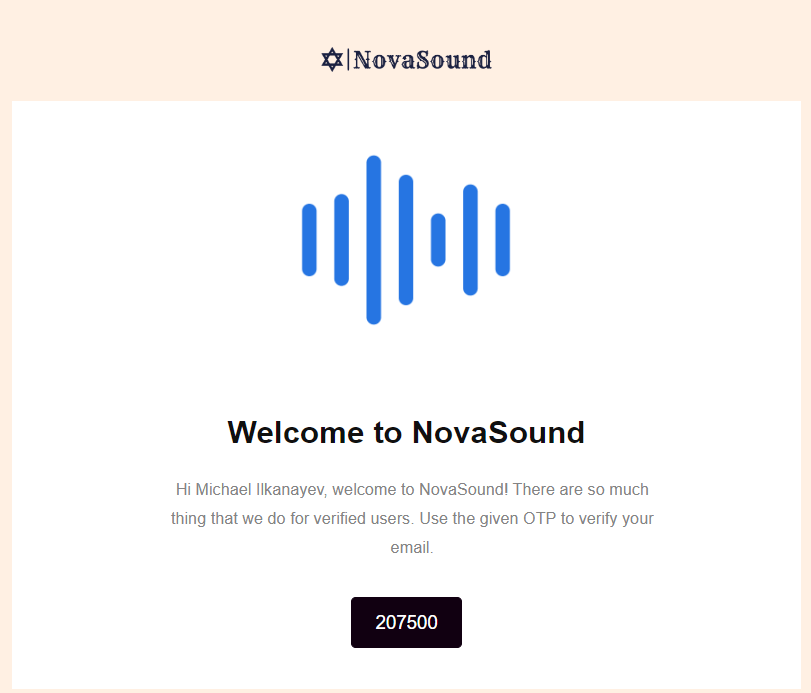 ✡|NovaSound
Welcome to NovaSound
Hi Michael Ilkanayev, welcome to NovaSound! There are so much
thing that we do for verified users. Use the given OTP to verify your
email.
207500